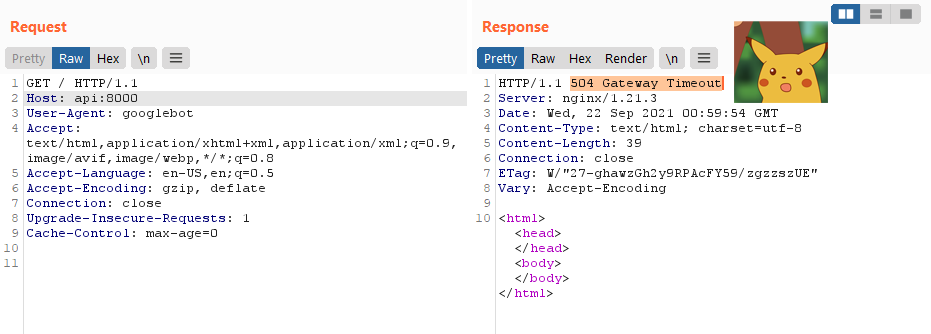 Request
Pretty Raw Hex \n
1 GET / HTTP/1.1
2 Host: api:8000
3 User-Agent: googlebot
4 Accept:
text/html,application/xhtml+xml,application/xml;q=0.9,
image/avif,image/webp,*/*;q=0.8
5 Accept-Language: en-US,en;q=0.5
6 Accept-Encoding: gzip, deflate
7 Connection: close
8 Upgrade-Insecure-Requests: 1
9 Cache-Control: max-age=0
10
11
Response
Pretty Raw Hex Render \n
1 HTTP/1.1 504 Gateway Timeout
2 Server: nginx/1.21.3
3 Date: Wed, 22 Sep 2021 00:59:54 GMT
4 Content-Type: text/html; charset=utf-8
5 Content-Length: 39
6 Connection: close
7 ETag: W/"27-ghawzGh2y9RPAcFY59/zgzzszUE"
8 Vary: Accept-Encoding
9
10 <html>
<head>
</head>
<body>
</body>
</html>